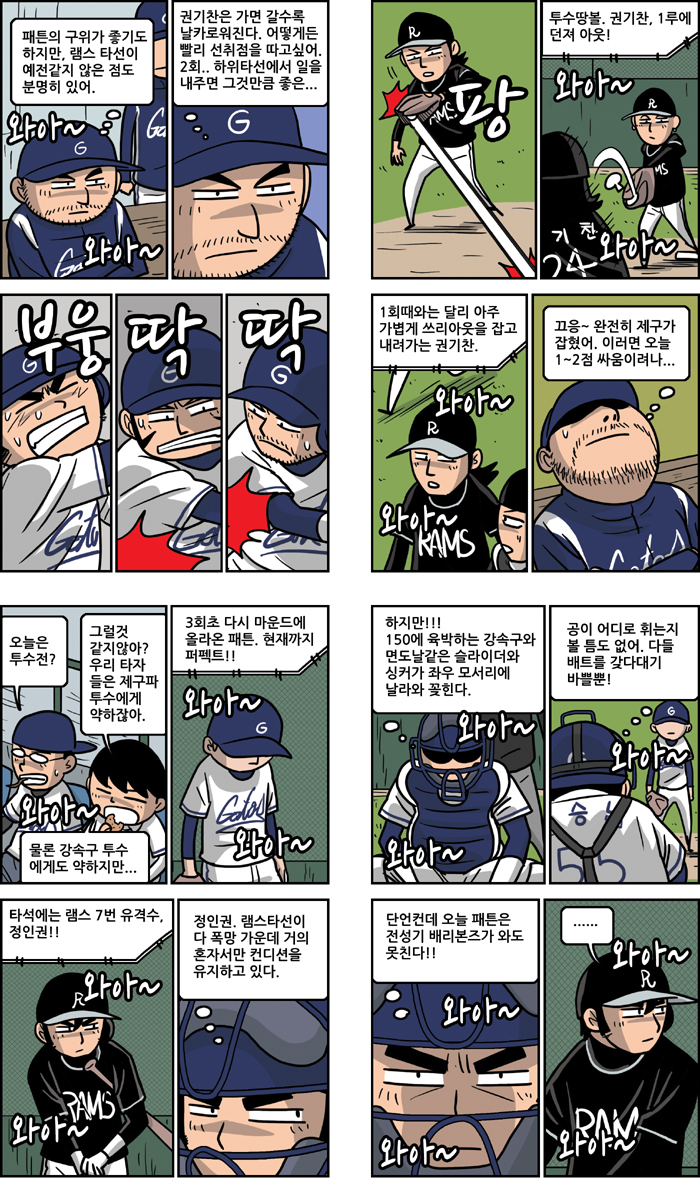 패튼의 구위가 좋기도
하지만, 램스 타선이
예전같지 않은 점도
분명히 있어.
와아~
G
와아~
권기찬은 가면 갈수록
날카로워진다. 어떻게든
빨리 선취점을 따고싶어.
2회.. 하위타선에서 일을
내주면 그것만큼 좋은...
G
부웅
딱
G
딱
G
Gatos
R
팡
투수땅볼. 권기찬, 1루에
던져 아웃!
와아~
R
기찬
24
와아~
1회때와는 달리 아주
가볍게 쓰리아웃을 잡고
내려가는 권기찬.
와아~
R
와아~
RAMS
끄응~ 완전히 제구가
잡혔어. 이러면 오늘
1~2점 싸움이려나...
Gatos
오늘은
투수전?
그럴것
같지않아?
우리 타자
들은 제구파
투수에게
약하잖아.
와아~
물론 강속구 투수
에게도 약하지만...
3회초 다시 마운드에
올라온 패튼. 현재까지
퍼펙트!!
와아~
G
Gatos
와아~
타석에는 램스 7번 유격수,
정인권!!
와아~
R
RAMS
와아~
정인권. 램스타선이
다 폭망 가운데 거의
혼자서만 컨디션을
유지하고 있다.
하지만!!!
150에 육박하는 강속구와
면도날같은 슬라이더와
싱커가 좌우 모서리에
날라와 꽂힌다.
와아~
와아~
공이 어디로 휘는지
볼 틈도 없어. 다들
배트를 갖다대기
바쁠뿐!
G
와아~
55
와아~
단언컨데 오늘 패튼은
전성기 배리본즈가 와도
못친다!!
와아~
와아~
......
와아~
R
RAM
와아~